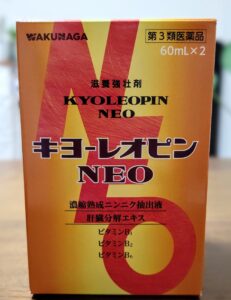 WAKUNAGA
第3類医薬品
60mL×2
滋養強壮剤
KYOLEOPIN
NEO
キヨーレオピン
NEO
濃縮熟成ニンニク抽出液
肝臓分解エキス
ビタミンB₁
ビタミンB₂
ビタミンB₆
NEO